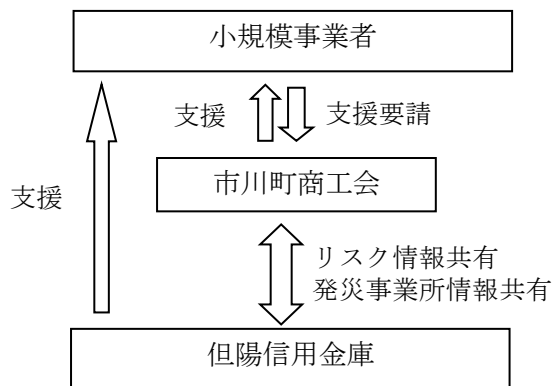 小規模事業者
支援
支援要請
市川町商工会
支援
リスク情報共有
発災事業所情報共有
但陽信用金庫